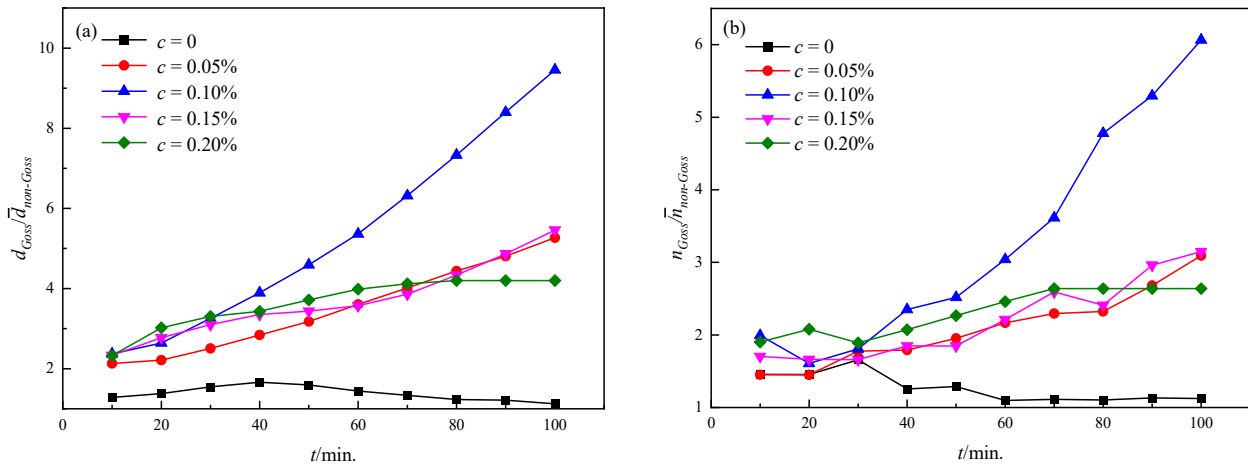 (a)
c = 0
c = 0.05%
c = 0.10%
c = 0.15%
c = 0.20%
10
8
6
4
2
0
20
40
60
80
100
d_Goss/d̅_non-Goss
t/min.
(b)
c = 0
c = 0.05%
c = 0.10%
c = 0.15%
c = 0.20%
6
5
4
3
2
1
0
20
40
60
80
100
n_Goss/n̅_non-Goss
t/min.